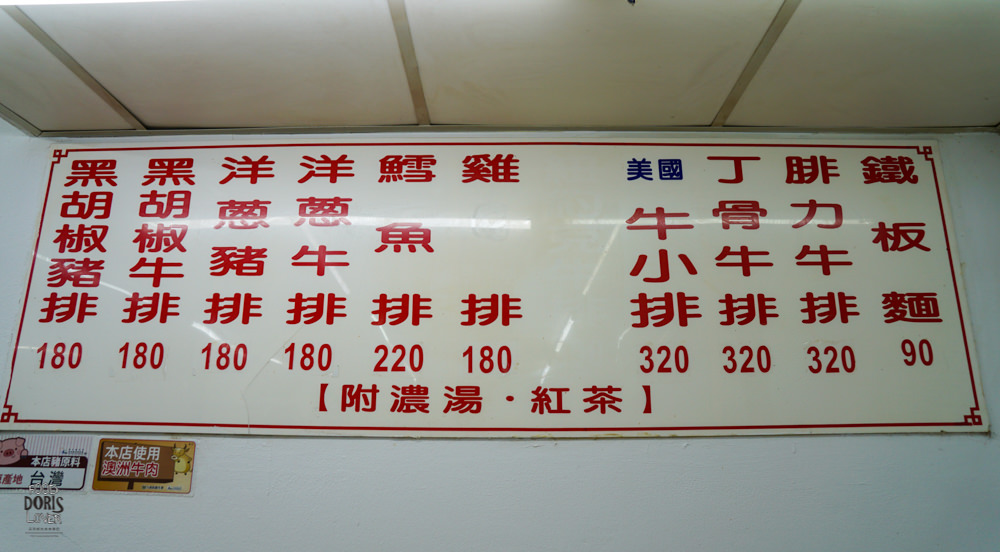 鐵板麵 90
腓力牛排 320
丁骨牛排 320
美國牛小排 320
雞排 180
鱈魚排 220
洋蔥牛排 180
洋蔥豬排 180
黑胡椒牛排 180
黑胡椒豬排 180
【附濃湯．紅茶】
本店豬原料
產地 台灣
本店使用
澳洲牛肉
DORIS